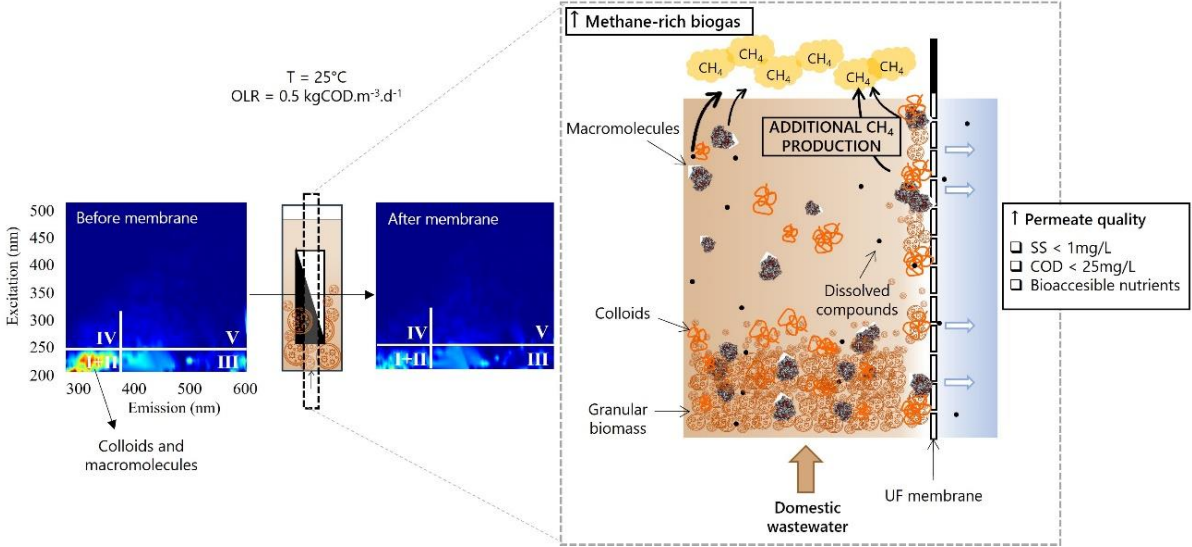 T = 25°C
OLR = 0.5 kgCOD.m⁻³.d⁻¹
Excitation (nm)
500
450
400
350
300
250
200
Before membrane
IV
V
I+II
III
300
400
500
600
Emission (nm)
Colloids and
macromolecules
After membrane
IV
V
I+II
III
↑ Methane-rich biogas
CH₄
CH₄
CH₄
CH₄
CH₄
CH₄
Macromolecules
ADDITIONAL CH₄
PRODUCTION
Dissolved
compounds
Colloids
Granular
biomass
Domestic
wastewater
UF membrane
↑ Permeate quality
❑ SS < 1mg/L
❑ COD < 25mg/L
❑ Bioaccesible nutrients